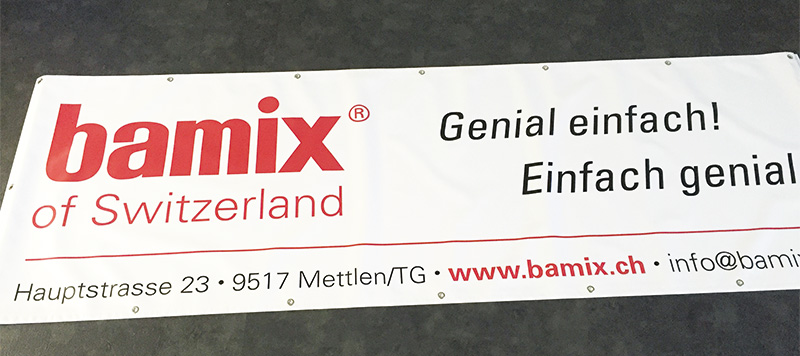 bamix®
of Switzerland
Genial einfach!
Einfach genial
Hauptstrasse 23 • 9517 Mettlen/TG • www.bamix.ch • info@bami